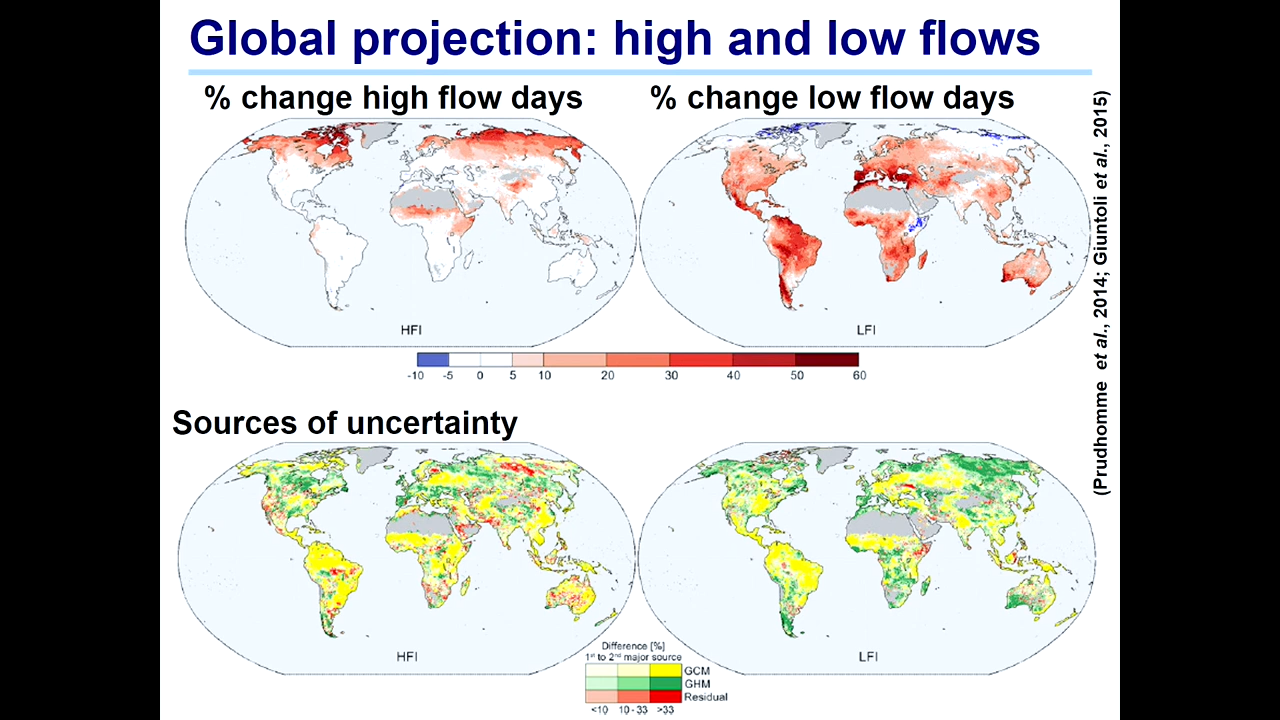 Global projection: high and low flows
% change high flow days
% change low flow days
HFI
LFI
-10 -5 0 5 10 20 30 40 50 60
(Prudhomme et al., 2014; Giuntoli et al., 2015)
Sources of uncertainty
HFI
LFI
Difference [%]
1st to 2nd major source
GCM
GHM
Residual
<10 10 - 33 >33